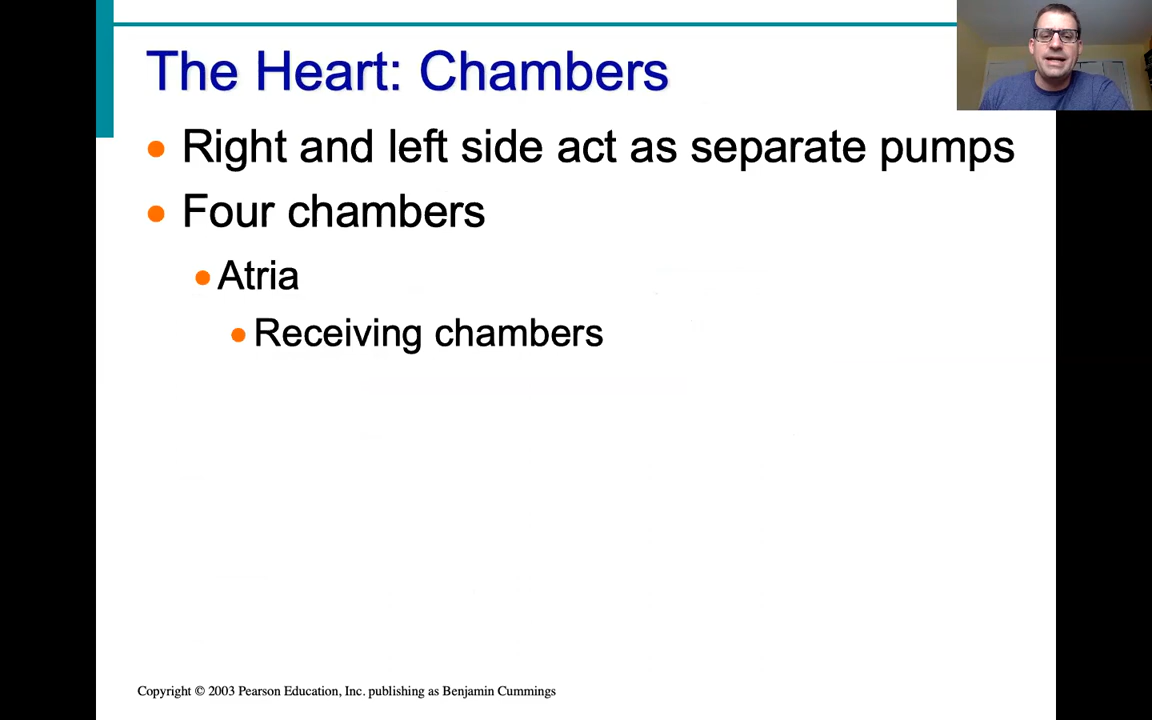 The Heart: Chambers
Right and left side act as separate pumps
Four chambers
Atria
Receiving chambers
Copyright © 2003 Pearson Education, Inc. publishing as Benjamin Cummings